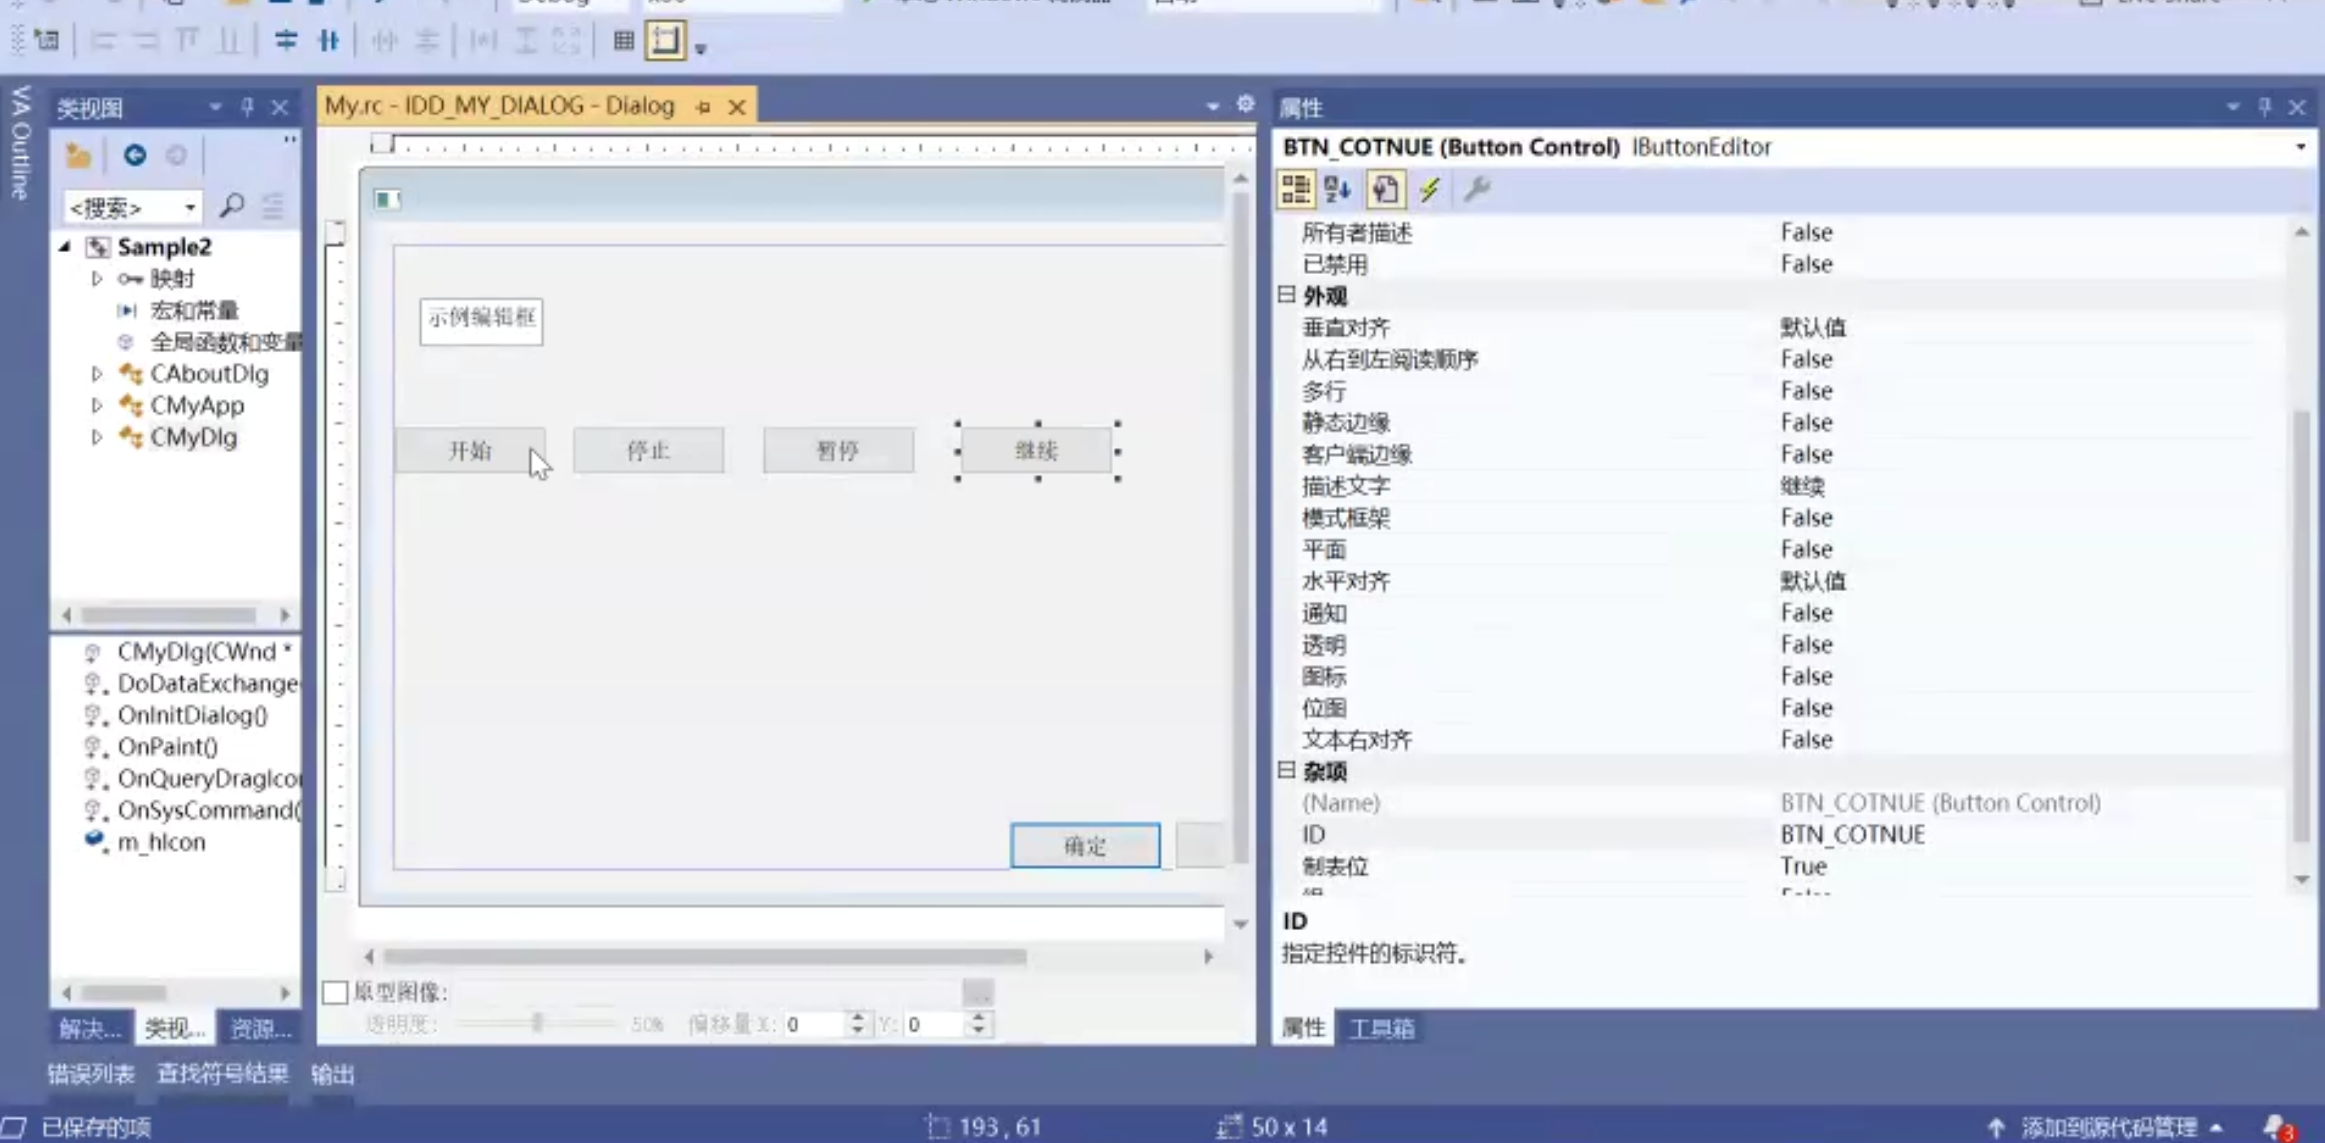 VA Outline
类视图
<搜索>
Sample2
映射
宏和常量
全局函数和变量
CAboutDlg
CMyApp
CMyDlg
CMyDlg(CWnd *
DoDataExchange
OnInitDialog()
OnPaint()
OnQueryDragIco
OnSysCommand(
m_hIcon
解决...
类视...
资源...
My.rc - IDD_MY_DIALOG - Dialog
示例编辑框
开始
停止
暂停
继续
确定
原型图像:
透明度:
50%
偏移量 X: 0
Y: 0
属性
BTN_COTNUE (Button Control) IButtonEditor
所有者描述 False
已禁用 False
外观
垂直对齐 默认值
从右到左阅读顺序 False
多行 False
静态边缘 False
客户端边缘 False
描述文字 继续
模式框架 False
平面 False
水平对齐 默认值
通知 False
透明 False
图标 False
位图 False
文本右对齐 False
杂项
(Name) BTN_COTNUE (Button Control)
ID BTN_COTNUE
制表位 True
ID
指定控件的标识符。
属性
工具箱
错误列表 查找符号结果 输出
已保存的项
193, 61
50 x 14
添加到源代码管理
3